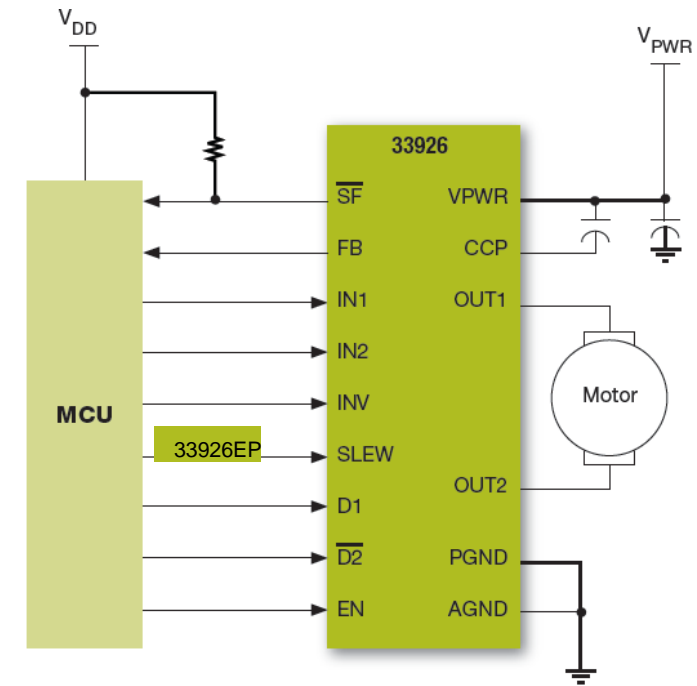 VDD
VPWR
33926
SF VPWR
FB CCP
IN1 OUT1
IN2
INV
Motor
MCU
33926EP
SLEW
OUT2
D1
D2 PGND
EN AGND